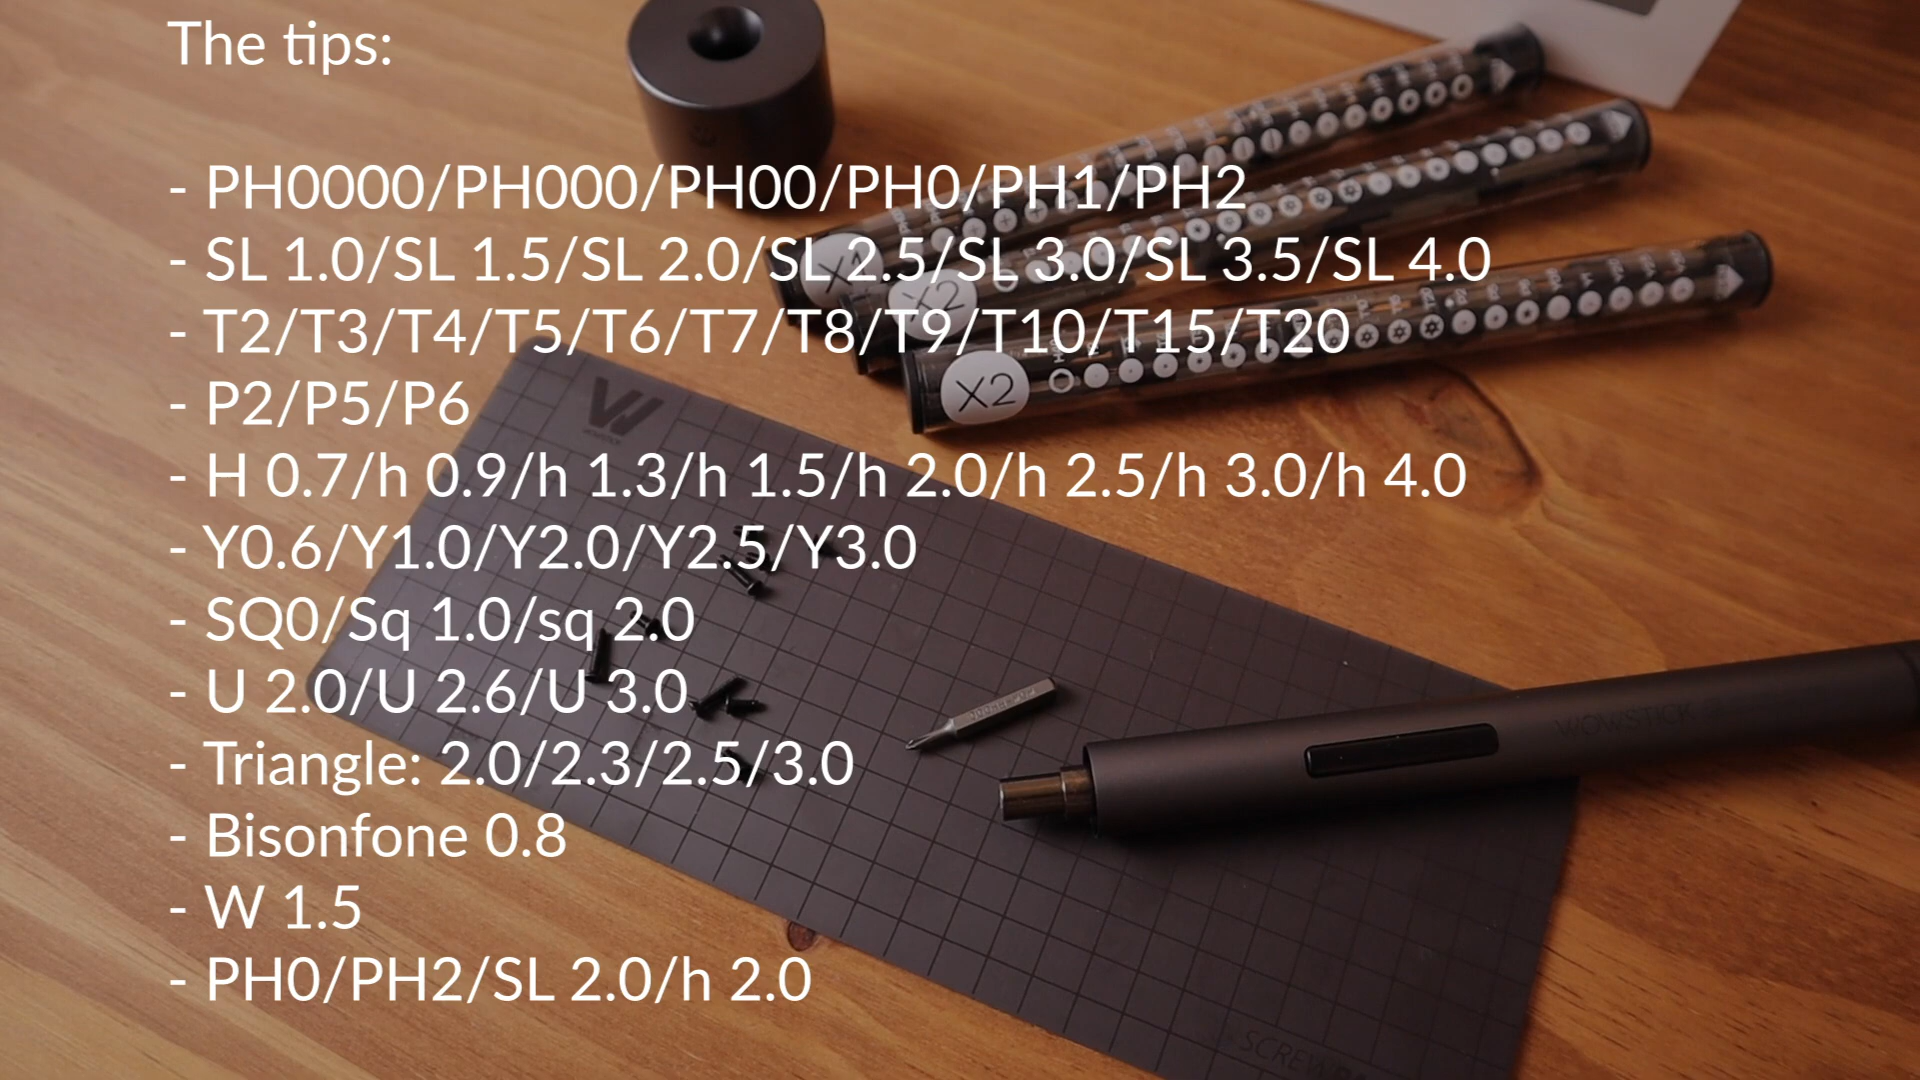 The tips:
- PH0000/PH000/PH00/PH0/PH1/PH2
- SL 1.0/SL 1.5/SL 2.0/SL 2.5/SL 3.0/SL 3.5/SL 4.0
- T2/T3/T4/T5/T6/T7/T8/T9/T10/T15/T20
- P2/P5/P6
- H 0.7/h 0.9/h 1.3/h 1.5/h 2.0/h 2.5/h 3.0/h 4.0
- Y0.6/Y1.0/Y2.0/Y2.5/Y3.0
- SQ0/Sq 1.0/sq 2.0
- U 2.0/U 2.6/U 3.0
- Triangle: 2.0/2.3/2.5/3.0
- Bisonfone 0.8
- W 1.5
- PH0/PH2/SL 2.0/h 2.0
X2
X2
WOWSTICK